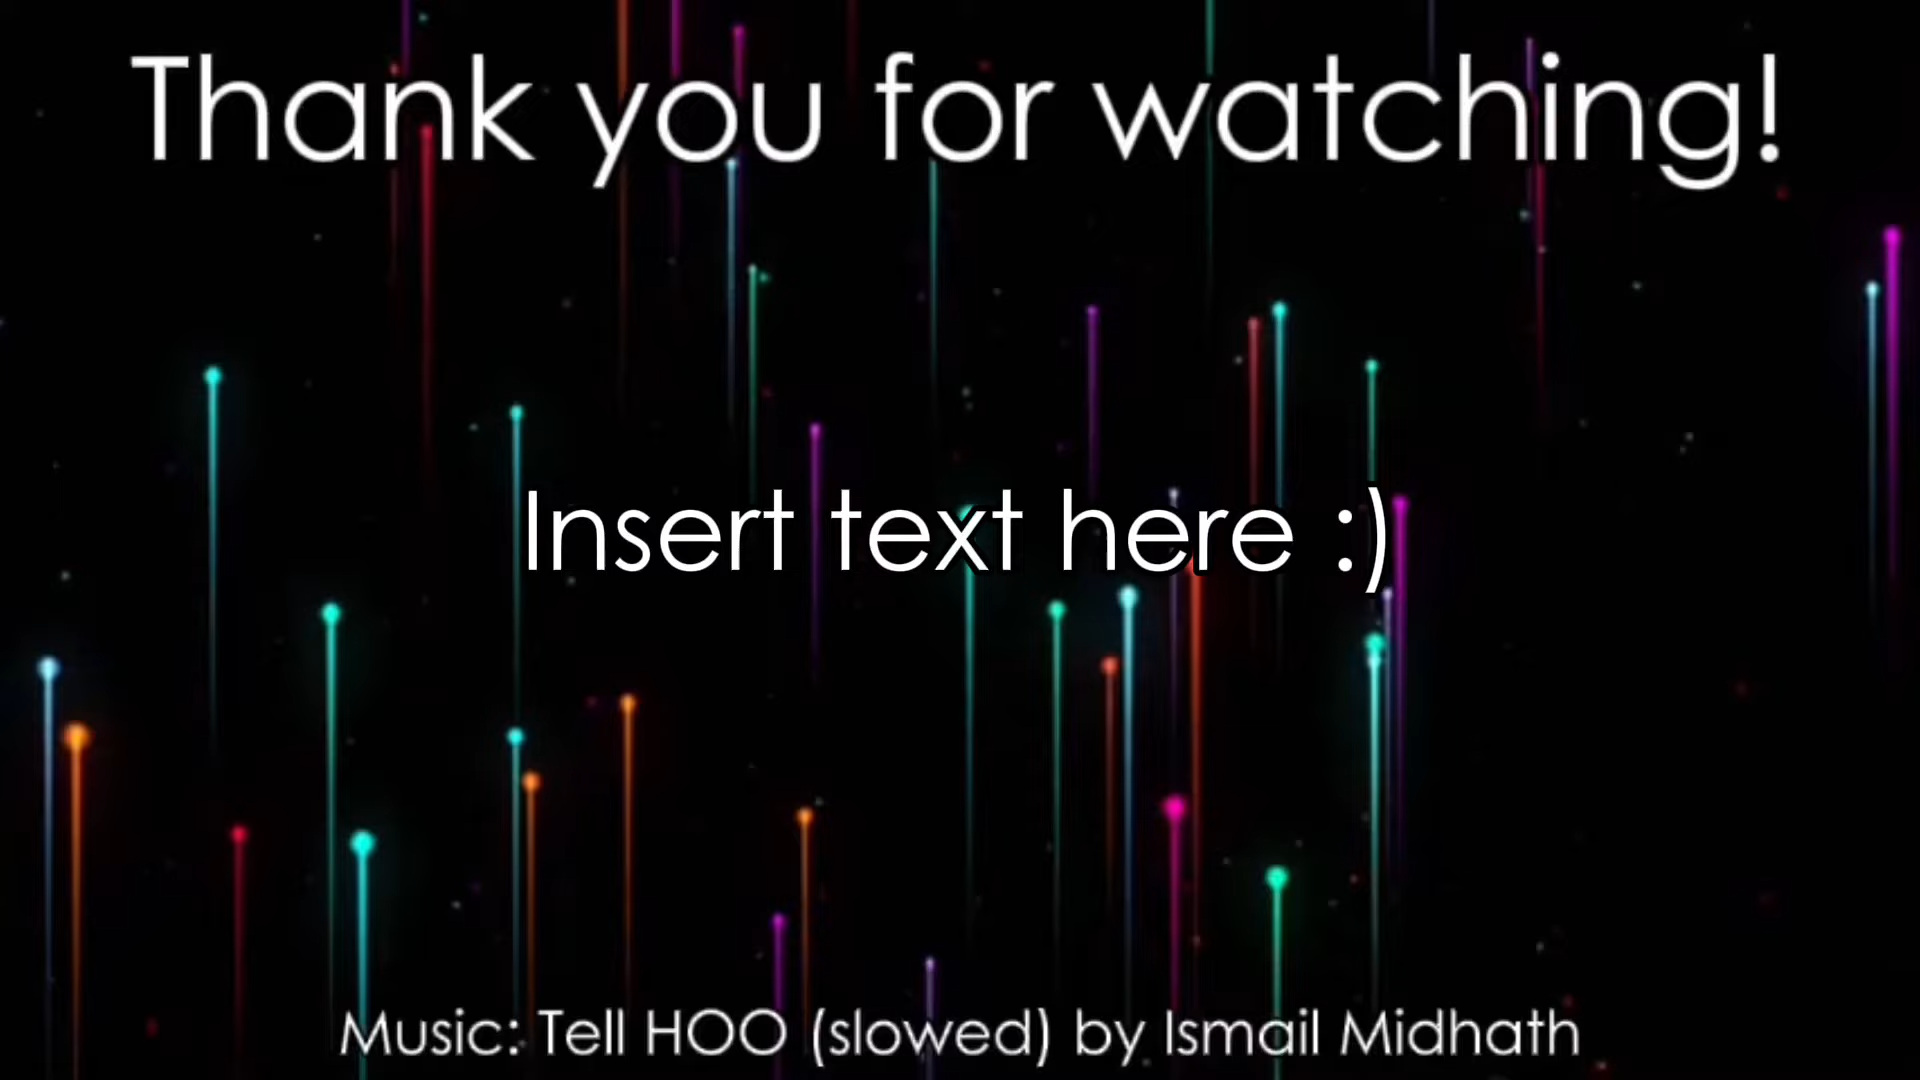 Thank you for watching!
Insert text here :)
Music: Tell HOO (slowed) by Ismail Midhath